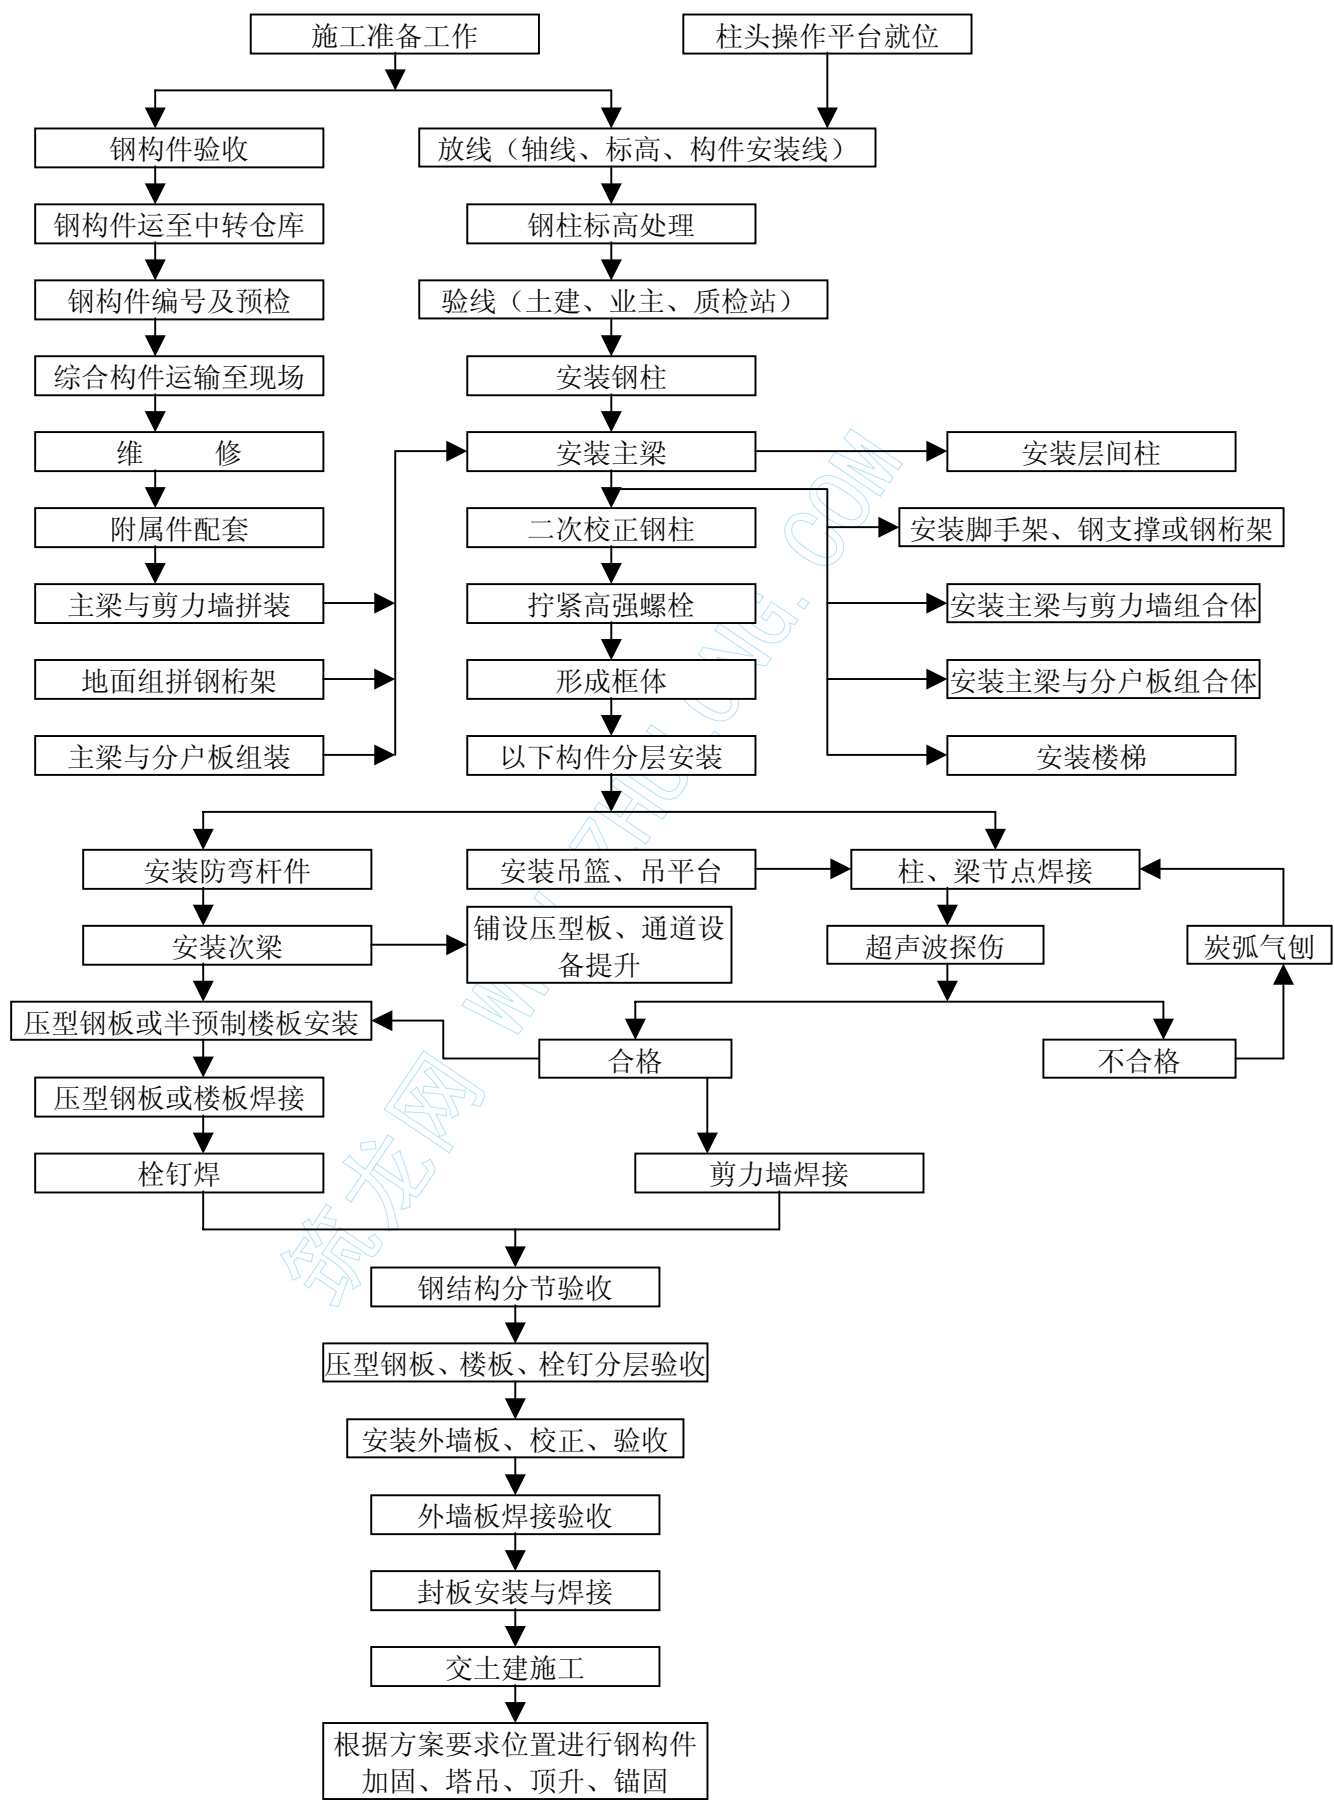 施工准备工作
柱头操作平台就位
钢构件验收
放线（轴线、标高、构件安装线）
钢构件运至中转仓库
钢柱标高处理
钢构件编号及预检
验线（土建、业主、质检站）
综合构件运输至现场
安装钢柱
维 修
安装主梁
安装层间柱
附属件配套
二次校正钢柱
安装脚手架、钢支撑或钢桁架
主梁与剪力墙拼装
拧紧高强螺栓
安装主梁与剪力墙组合体
地面组拼钢桁架
形成框体
安装主梁与分户板组合体
主梁与分户板组装
以下构件分层安装
安装楼梯
安装防弯杆件
安装吊篮、吊平台
柱、梁节点焊接
安装次梁
铺设压型板、通道设
备提升
超声波探伤
炭弧气刨
压型钢板或半预制楼板安装
合格
不合格
压型钢板或楼板焊接
栓钉焊
剪力墙焊接
钢结构分节验收
压型钢板、楼板、栓钉分层验收
安装外墙板、校正、验收
外墙板焊接验收
封板安装与焊接
交土建施工
根据方案要求位置进行钢构件
加固、塔吊、顶升、锚固
筑龙网 WWW.ZHULONG.COM